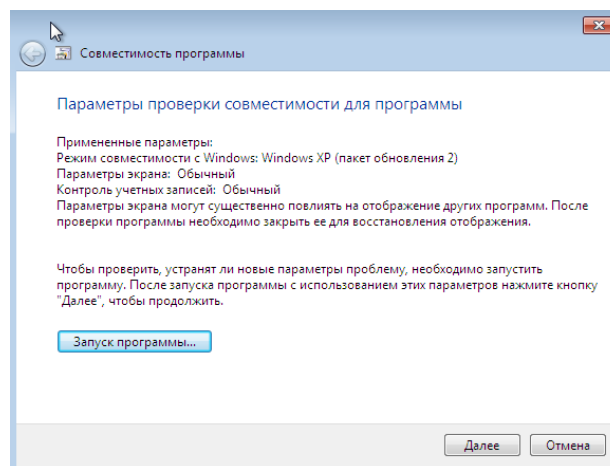 Совместимость программы
Параметры проверки совместимости для программы
Примененные параметры:
Режим совместимости с Windows: Windows XP (пакет обновления 2)
Параметры экрана: Обычный
Контроль учетных записей: Обычный
Параметры экрана могут существенно повлиять на отображение других программ. После
проверки программы необходимо закрыть ее для восстановления отображения.
Чтобы проверить, устранят ли новые параметры проблему, необходимо запустить
программу. После запуска программы с использованием этих параметров нажмите кнопку
"Далее", чтобы продолжить.
Запуск программы...
Далее
Отмена